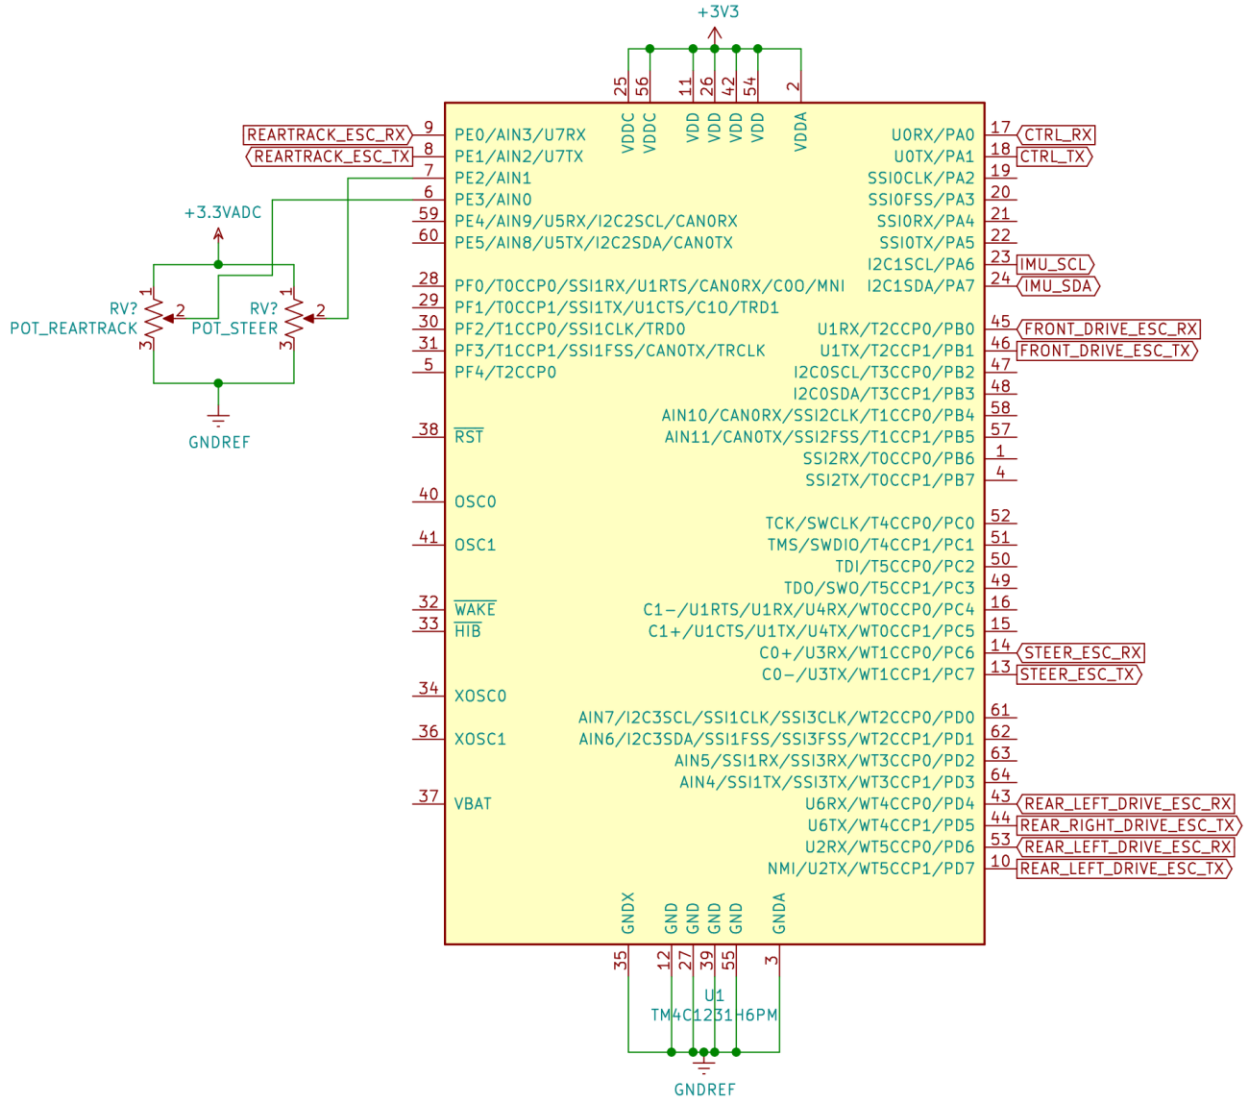 +3V3
25
56
11
26
42
54
2
VDDC
VDDC
VDD
VDD
VDD
VDD
VDDA
REARTRACK_ESC_RX
9
PE0/AIN3/U7RX
REARTRACK_ESC_TX
8
PE1/AIN2/U7TX
7
PE2/AIN1
6
PE3/AIN0
59
PE4/AIN9/U5RX/I2C2SCL/CAN0RX
60
PE5/AIN8/U5TX/I2C2SDA/CAN0TX
28
PF0/T0CCP0/SSI1RX/U1RTS/CAN0RX/C0O/MNI
29
PF1/T0CCP1/SSI1TX/U1CTS/C1O/TRD1
30
PF2/T1CCP0/SSI1CLK/TRD0
31
PF3/T1CCP1/SSI1FSS/CAN0TX/TRCLK
5
PF4/T2CCP0
38
RST
40
OSC0
41
OSC1
32
WAKE
33
HIB
34
XOSC0
36
XOSC1
37
VBAT
+3.3VADC
1
RV?
POT_REARTRACK
2
3
1
RV?
POT_STEER
2
3
GNDREF
U0RX/PA0
17
CTRL_RX
U0TX/PA1
18
CTRL_TX
SSI0CLK/PA2
19
SSI0FSS/PA3
20
SSI0RX/PA4
21
SSI0TX/PA5
22
I2C1SCL/PA6
23
IMU_SCL
I2C1SDA/PA7
24
IMU_SDA
U1RX/T2CCP0/PB0
45
FRONT_DRIVE_ESC_RX
U1TX/T2CCP1/PB1
46
FRONT_DRIVE_ESC_TX
I2C0SCL/T3CCP0/PB2
47
I2C0SDA/T3CCP1/PB3
48
AIN10/CAN0RX/SSI2CLK/T1CCP0/PB4
58
AIN11/CAN0TX/SSI2FSS/T1CCP1/PB5
57
SSI2RX/T0CCP0/PB6
1
SSI2TX/T0CCP1/PB7
4
TCK/SWCLK/T4CCP0/PC0
52
TMS/SWDIO/T4CCP1/PC1
51
TDI/T5CCP0/PC2
50
TDO/SWO/T5CCP1/PC3
49
C1-/U1RTS/U1RX/U4RX/WT0CCP0/PC4
16
C1+/U1CTS/U1TX/U4TX/WT0CCP1/PC5
15
C0+/U3RX/WT1CCP0/PC6
14
STEER_ESC_RX
C0-/U3TX/WT1CCP1/PC7
13
STEER_ESC_TX
AIN7/I2C3SCL/SSI1CLK/SSI3CLK/WT2CCP0/PD0
61
AIN6/I2C3SDA/SSI1FSS/SSI3FSS/WT2CCP1/PD1
62
AIN5/SSI1RX/SSI3RX/WT3CCP0/PD2
63
AIN4/SSI1TX/SSI3TX/WT3CCP1/PD3
64
U6RX/WT4CCP0/PD4
43
REAR_LEFT_DRIVE_ESC_RX
U6TX/WT4CCP1/PD5
44
REAR_RIGHT_DRIVE_ESC_TX
U2RX/WT5CCP0/PD6
53
REAR_LEFT_DRIVE_ESC_RX
NMI/U2TX/WT5CCP1/PD7
10
REAR_LEFT_DRIVE_ESC_TX
GNDX
GND
GND
GND
GND
GNDA
35
12
27
39
55
3
U1
TM4C1231H6PM
GNDREF